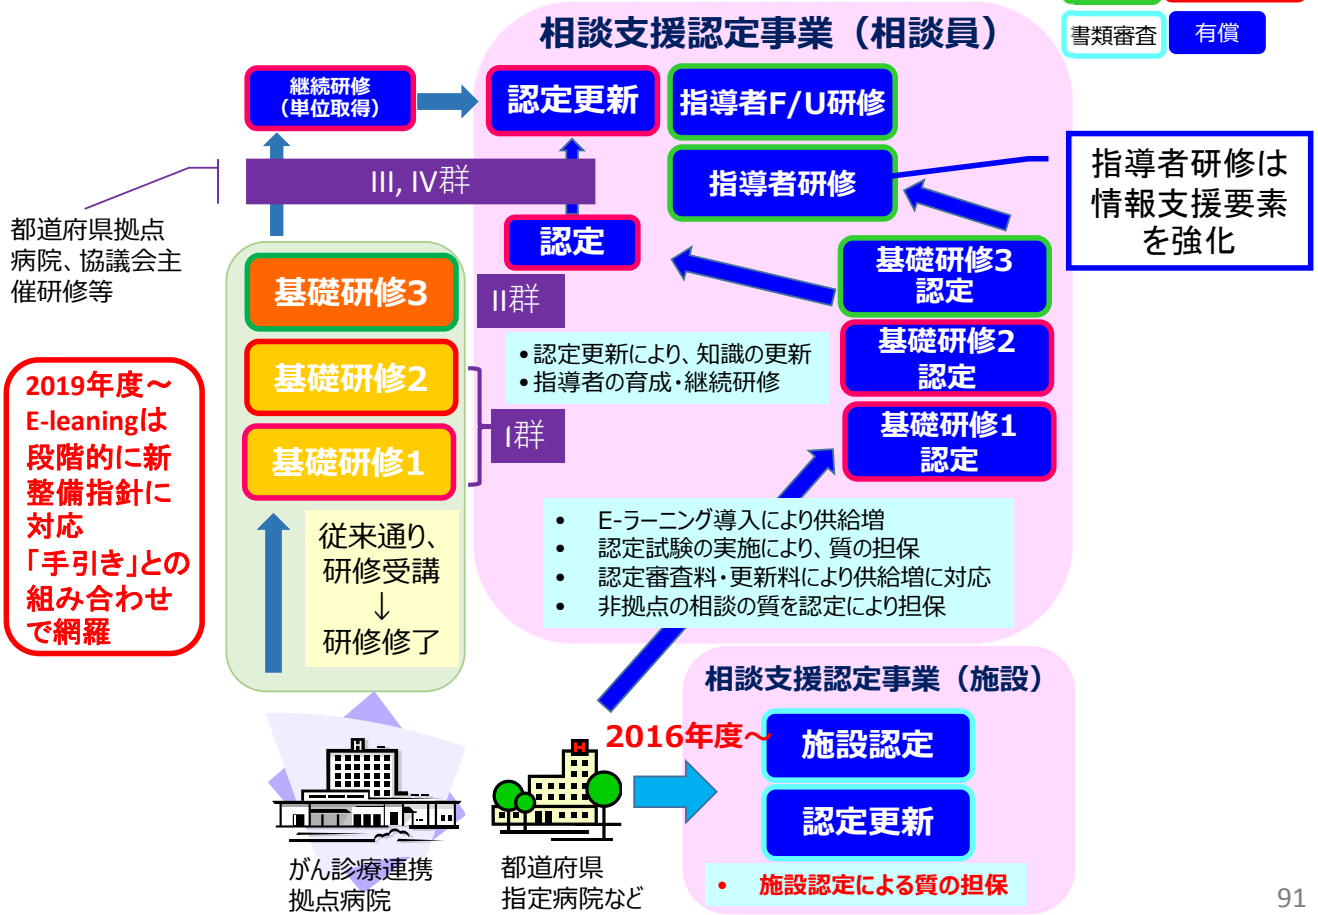 相談支援認定事業（相談員）
書類審査
有償
継続研修
（単位取得）
認定更新
指導者F/U研修
III, IV群
指導者研修
指導者研修は
情報支援要素
を強化
都道府県拠点
病院、協議会主
催研修等
認定
基礎研修3
認定
基礎研修3
II群
基礎研修2
認定
・認定更新により、知識の更新
・指導者の育成・継続研修
基礎研修2
I群
基礎研修1
認定
基礎研修1
2019年度～
E-leaningは
段階的に新
整備指針に
対応
「手引き」との
組み合わせ
で網羅
従来通り、
研修受講
↓
研修修了
• E-ラーニング導入により供給増
• 認定試験の実施により、質の担保
• 認定審査料・更新料により供給増に対応
• 非拠点の相談の質を認定により担保
相談支援認定事業（施設）
2016年度～
施設認定
認定更新
• 施設認定による質の担保
H
がん診療連携
拠点病院
都道府県
指定病院など
91